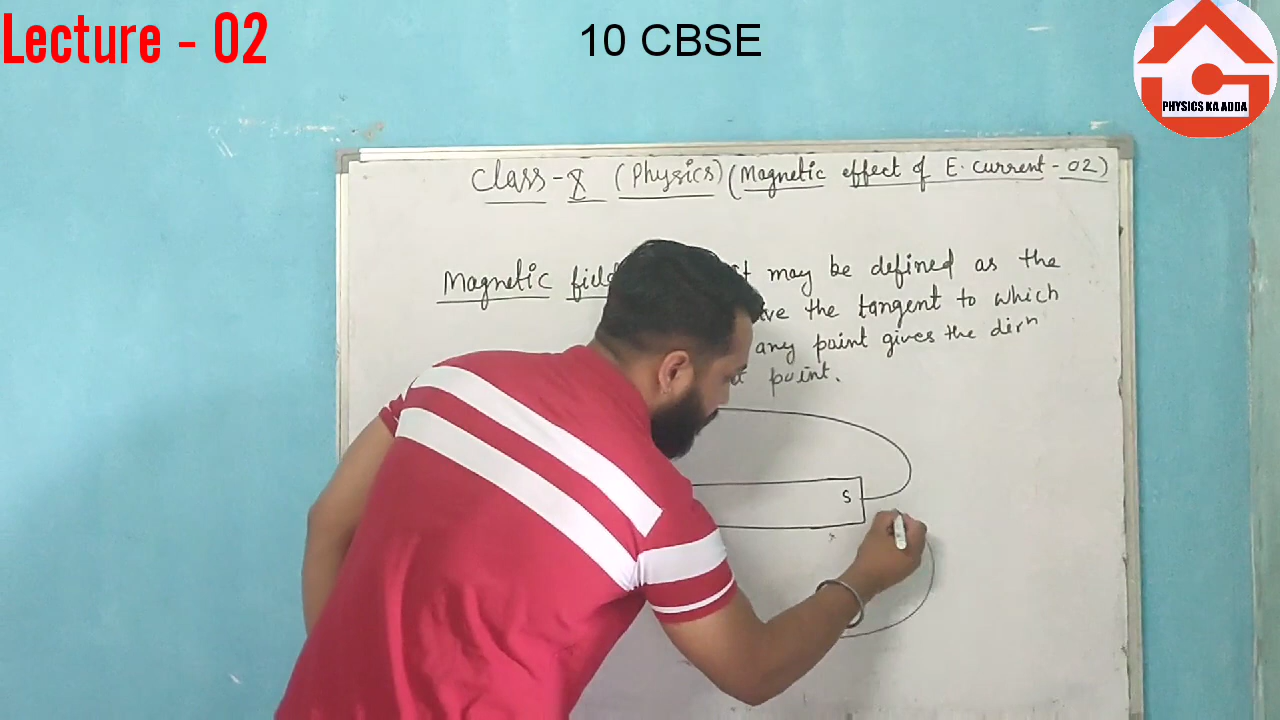 Lecture - 02
10 CBSE
PHYSICS KA ADDA
Class - X (Physics) (Magnetic effect of E. current - 02)
Magnetic field may be defined as the
the tangent to which
any point gives the dirn
point.
S